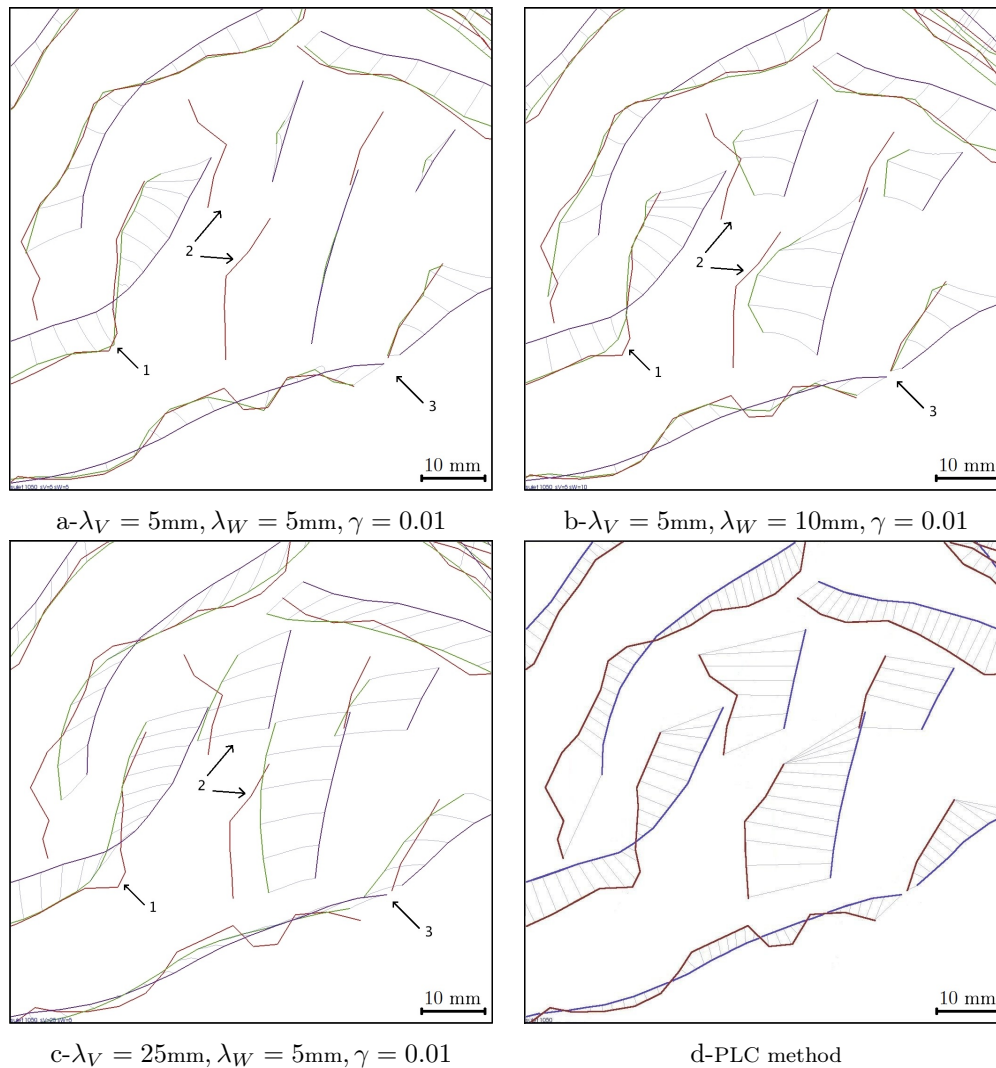 2
1
3
10 mm
2
1
3
10 mm
a-λ_V = 5mm, λ_W = 5mm, γ = 0.01
b-λ_V = 5mm, λ_W = 10mm, γ = 0.01
2
1
3
10 mm
10 mm
c-λ_V = 25mm, λ_W = 5mm, γ = 0.01
d-PLC method